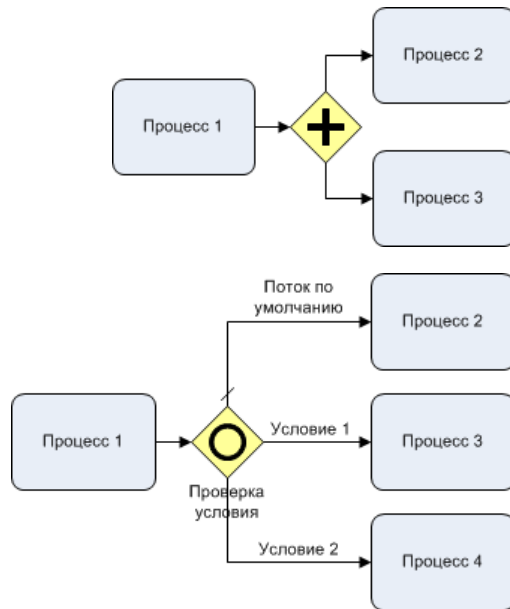 Процесс 2
Процесс 1
Процесс 3
Поток по
умолчанию
Процесс 2
Процесс 1
Условие 1
Процесс 3
Проверка
условия
Условие 2
Процесс 4